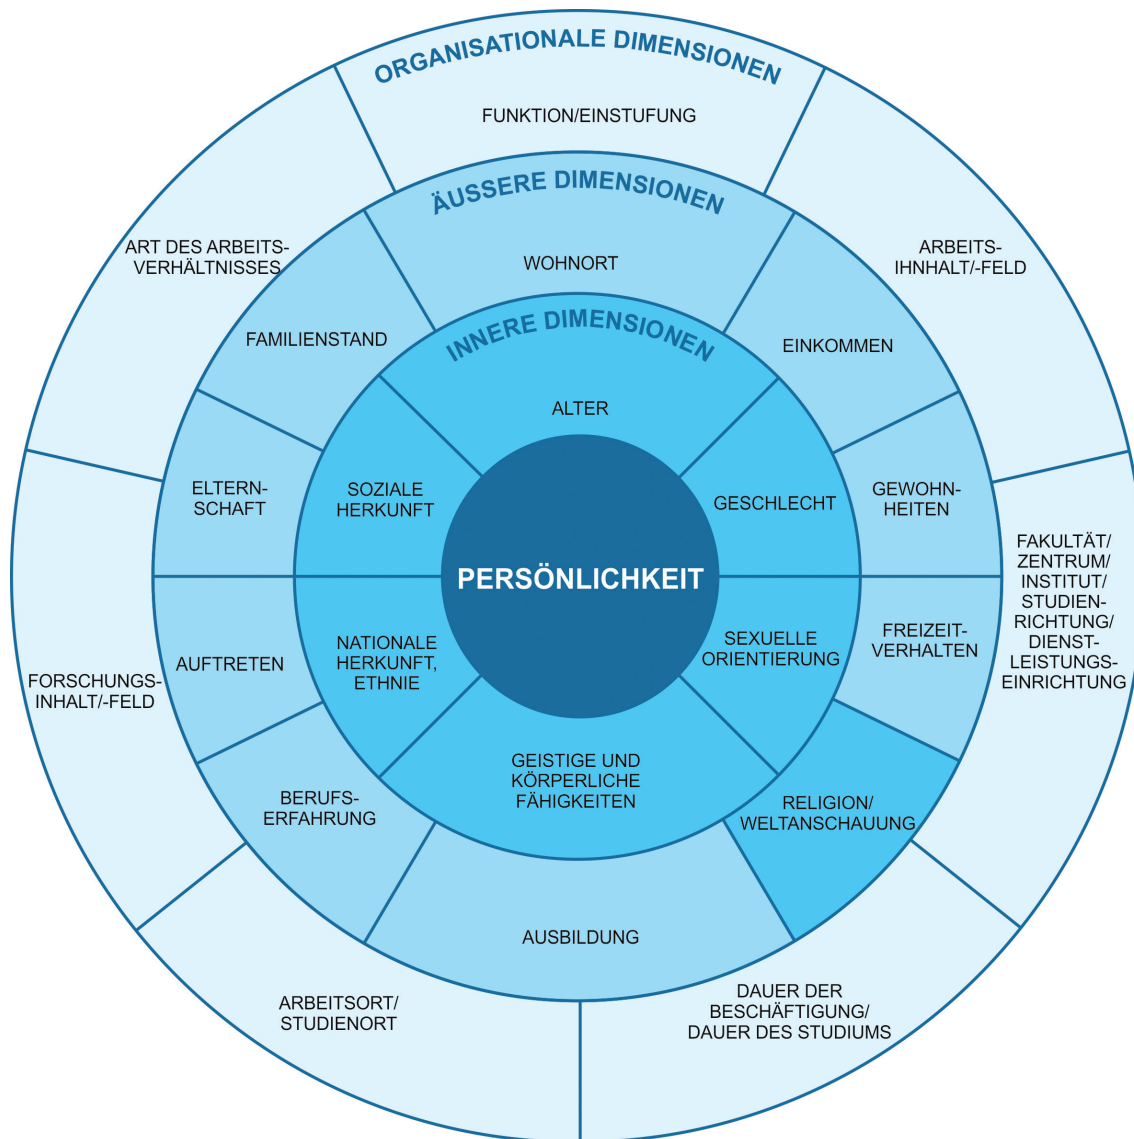 ORGANISATIONALE DIMENSIONEN
FUNKTION/EINSTUFUNG
ÄUSSERE DIMENSIONEN
WOHNORT
INNERE DIMENSIONEN
ALTER
ART DES ARBEITS-
VERHÄLTNISSES
ARBEITS-
IHNHALT/-FELD
FAMILIENSTAND
EINKOMMEN
ELTERN-
SCHAFT
SOZIALE
HERKUNFT
GESCHLECHT
GEWOHN-
HEITEN
FAKULTÄT/
ZENTRUM/
INSTITUT/
STUDIEN-
RICHTUNG/
DIENST-
LEISTUNGS-
EINRICHTUNG
PERSÖNLICHKEIT
FORSCHUNGS-
INHALT/-FELD
AUFTRETEN
NATIONALE
HERKUNFT,
ETHNIE
SEXUELLE
ORIENTIERUNG
FREIZEIT-
VERHALTEN
GEISTIGE UND
KÖRPERLICHE
FÄHIGKEITEN
BERUFS-
ERFAHRUNG
RELIGION/
WELTANSCHAUUNG
AUSBILDUNG
ARBEITSORT/
STUDIENORT
DAUER DER
BESCHÄFTIGUNG/
DAUER DES STUDIUMS